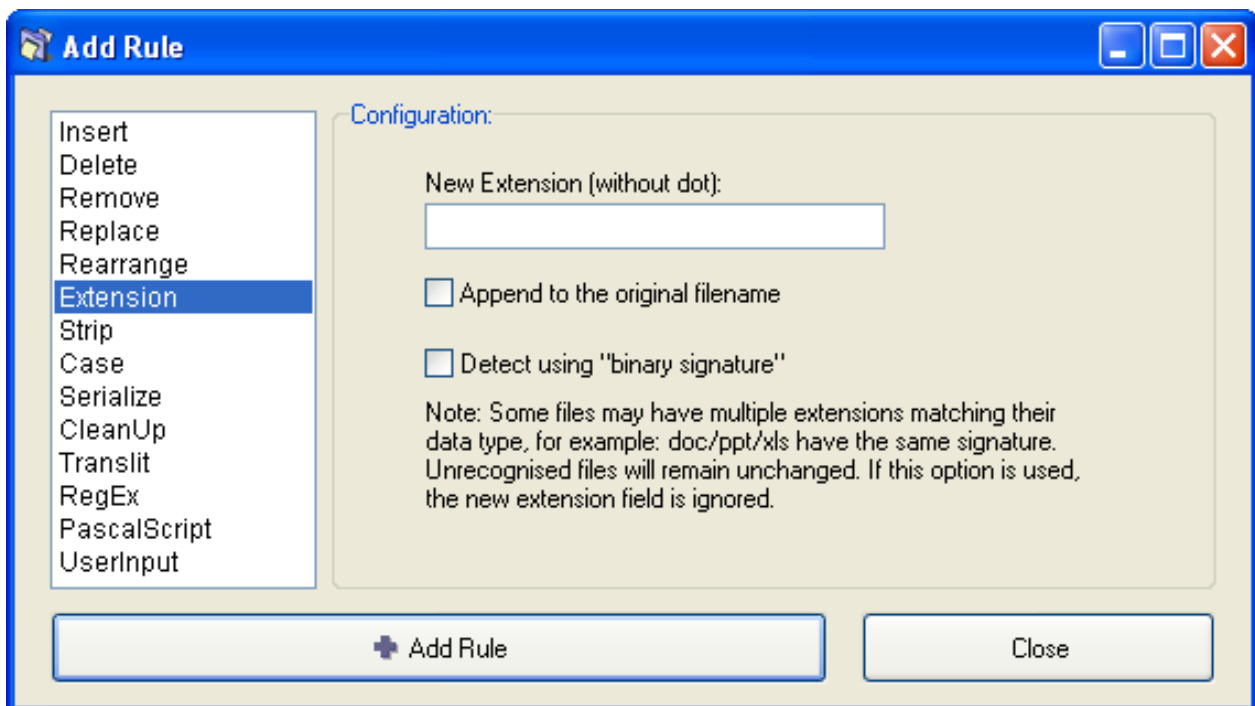 Add Rule
Insert
Delete
Remove
Replace
Rearrange
Extension
Strip
Case
Serialize
CleanUp
Translit
RegEx
PascalScript
UserInput
Configuration:
New Extension (without dot):
Append to the original filename
Detect using "binary signature"
Note: Some files may have multiple extensions matching their
data type, for example: doc/ppt/xls have the same signature.
Unrecognised files will remain unchanged. If this option is used,
the new extension field is ignored.
Add Rule
Close